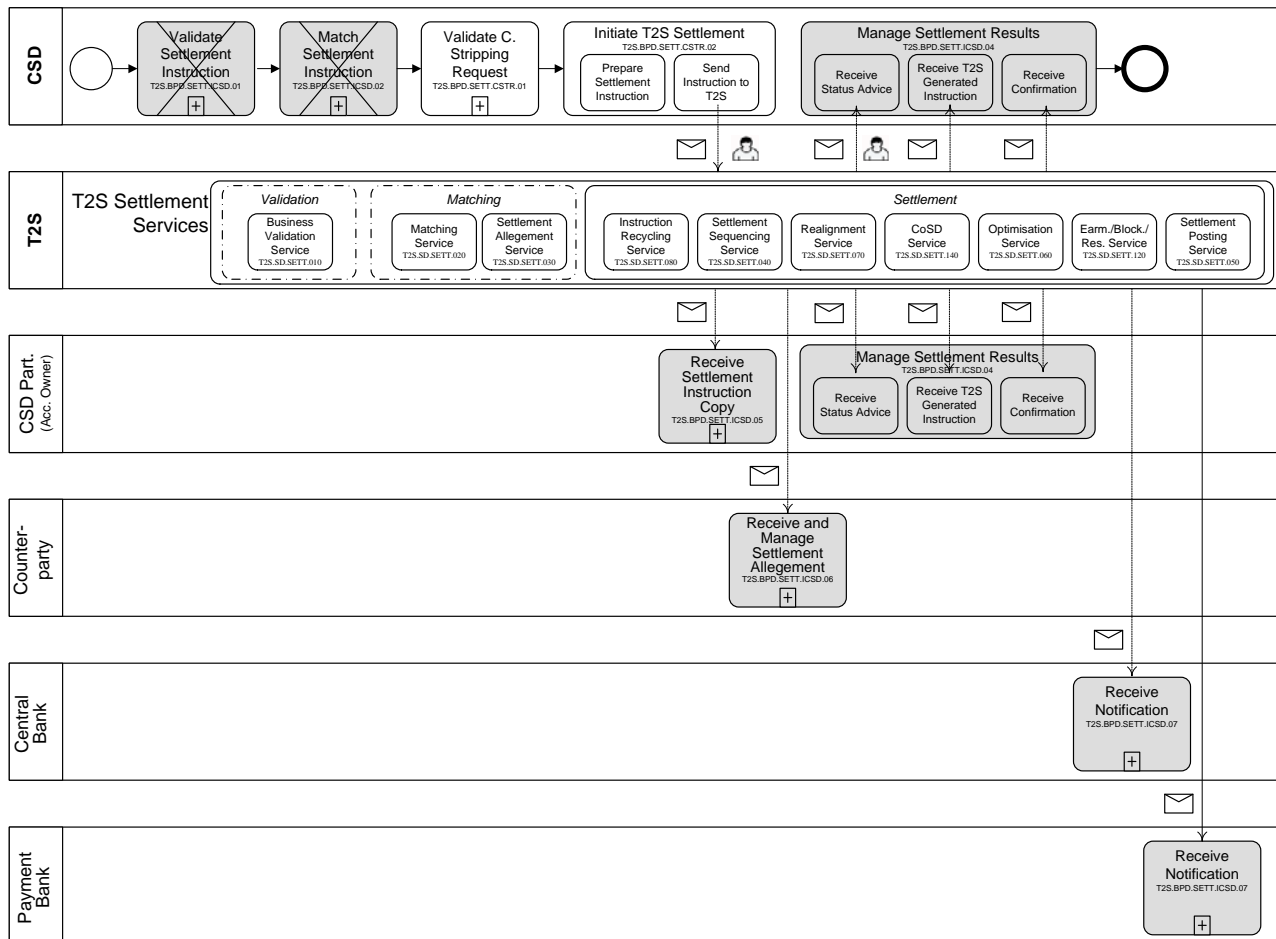 CSD
Validate
Settlement
Instruction
T2S.BPD.SETT.ICSD.01
+
Match
Settlement
Instruction
T2S.BPD.SETT.ICSD.02
+
Validate C.
Stripping
Request
T2S.BPD.SETT.CSTR.01
+
Initiate T2S Settlement
T2S.BPD.SETT.CSTR.02
Prepare
Settlement
Instruction
Send
Instruction to
T2S
Manage Settlement Results
T2S.BPD.SETT.ICSD.04
Receive
Status Advice
Receive T2S
Generated
Instruction
Receive
Confirmation
T2S
T2S Settlement
Services
Validation
Business
Validation
Service
T2S.SD.SETT.010
Matching
Matching
Service
T2S.SD.SETT.020
Settlement
Allegement
Service
T2S.SD.SETT.030
Settlement
Instruction
Recycling
Service
T2S.SD.SETT.080
Settlement
Sequencing
Service
T2S.SD.SETT.040
Realignment
Service
T2S.SD.SETT.070
CoSD
Service
T2S.SD.SETT.140
Optimisation
Service
T2S.SD.SETT.060
Earm./Block./
Res. Service
T2S.SD.SETT.120
Settlement
Posting
Service
T2S.SD.SETT.050
CSD Part.
(Acc. Owner)
Receive
Settlement
Instruction
Copy
T2S.BPD.SETT.ICSD.05
+
Manage Settlement Results
T2S.BPD.SETT.ICSD.04
Receive
Status Advice
Receive T2S
Generated
Instruction
Receive
Confirmation
Counter-
party
Receive and
Manage
Settlement
Allegement
T2S.BPD.SETT.ICSD.06
+
Central
Bank
Receive
Notification
T2S.BPD.SETT.ICSD.07
+
Payment
Bank
Receive
Notification
T2S.BPD.SETT.ICSD.07
+